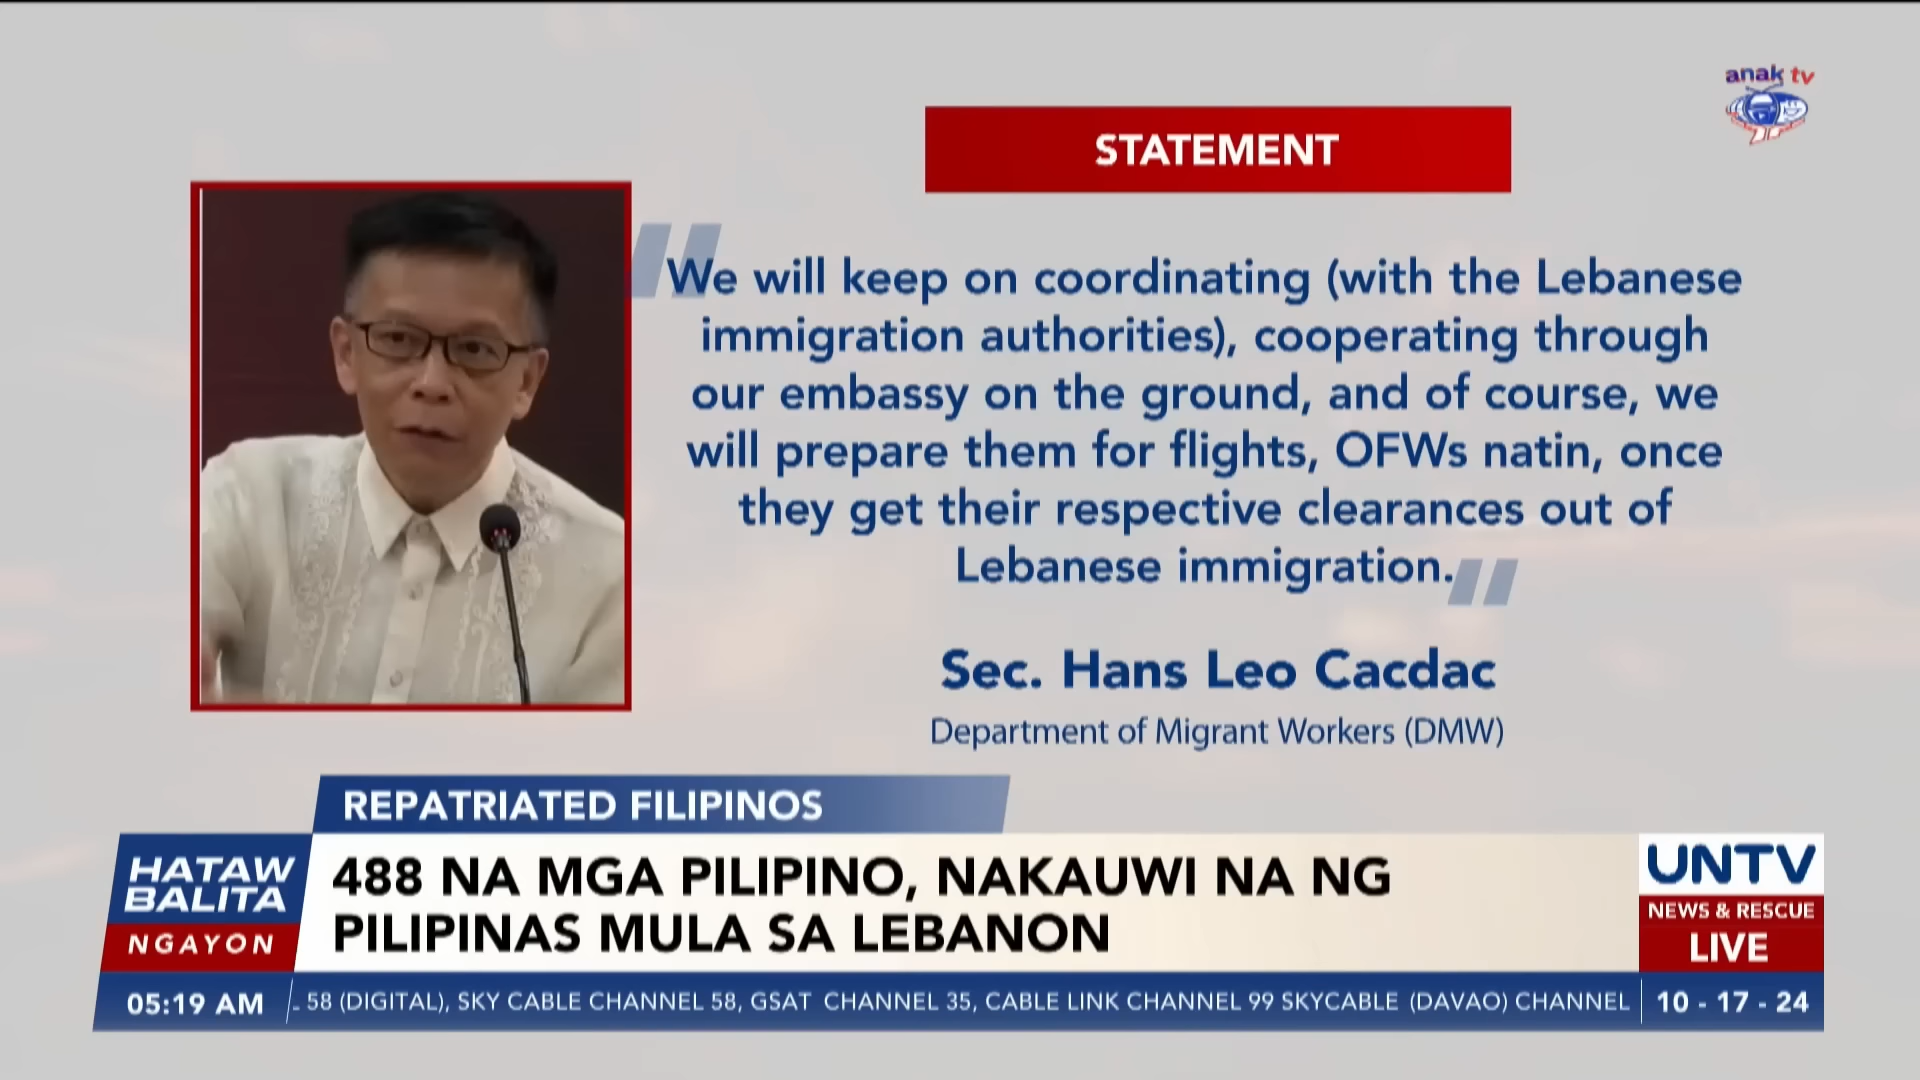 anak tv
STATEMENT
We will keep on coordinating (with the Lebanese
immigration authorities), cooperating through
our embassy on the ground, and of course, we
will prepare them for flights, OFWs natin, once
they get their respective clearances out of
Lebanese immigration.
Sec. Hans Leo Cacdac
Department of Migrant Workers (DMW)
REPATRIATED FILIPINOS
HATAW
BALITA
NGAYON
488 NA MGA PILIPINO, NAKAUWI NA NG
PILIPINAS MULA SA LEBANON
UNTV
NEWS & RESCUE
LIVE
05:19 AM
58 (DIGITAL), SKY CABLE CHANNEL 58, GSAT CHANNEL 35, CABLE LINK CHANNEL 99 SKYCABLE (DAVAO) CHANNEL
10 - 17 - 24